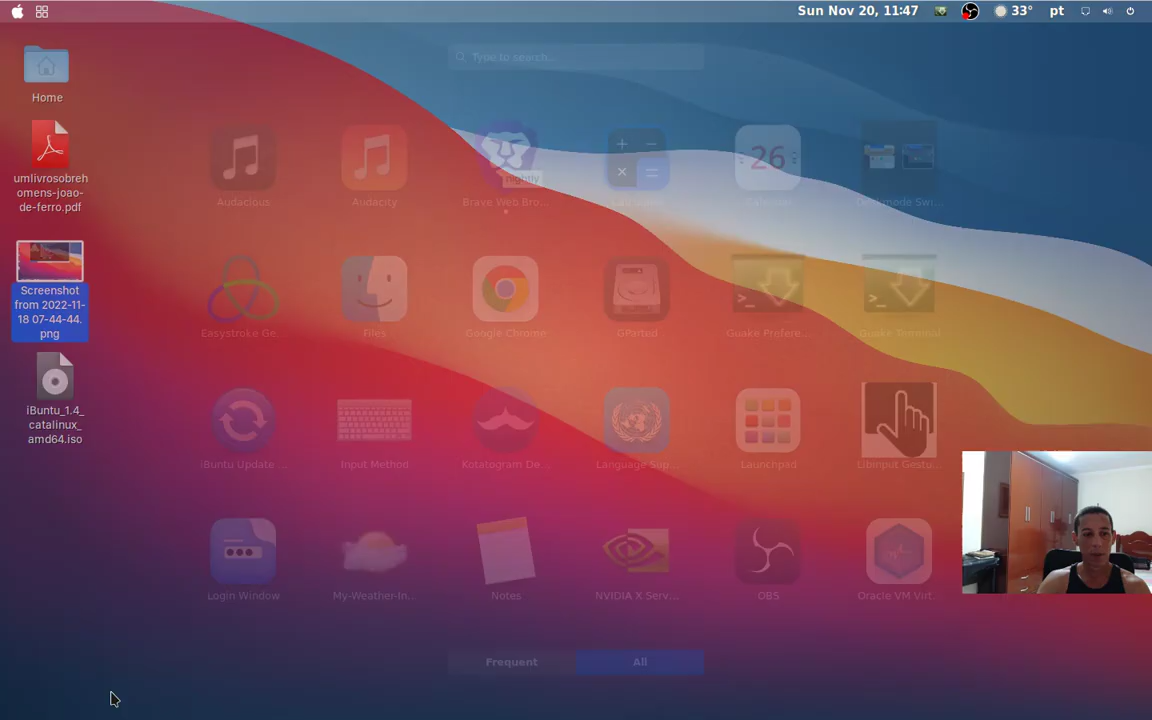 Sun Nov 20, 11:47
33°
pt
Type to search...
Home
umlivrosobreh
omens-joao-
de-ferro.pdf
Screenshot
from 2022-11-
18 07-44-44.
png
iBuntu_1.4_
catalinux_
amd64.iso
Audacious
Audacity
nightly
Brave Web Bro...
26
Calendar
Easystroke Ge...
Files
Google Chrome
GParted
Guake Prefere...
Guake Terminal
iBuntu Update ...
Input Method
Kotatogram De...
Language Sup...
Launchpad
Libinput Gestu...
Login Window
My-Weather-In...
Notes
NVIDIA X Serv...
OBS
Oracle VM Virt...
Frequent
All